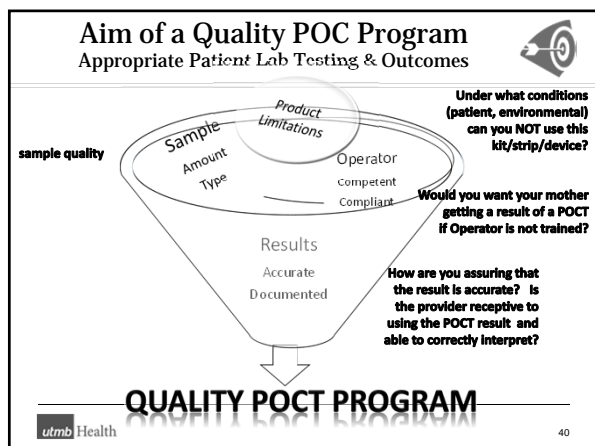 Aim of a Quality POC Program
Appropriate Patient Lab Testing & Outcomes
Product
Limitations
Sample
Amount
Type
Operator
Competent
Compliant
sample quality
Under what conditions
(patient, environmental)
can you NOT use this
kit/strip/device?
Would you want your mother
getting a result of a POCT
if Operator is not trained?
Results
Accurate
Documented
How are you assuring that
the result is accurate? Is
the provider receptive to
using the POCT result and
able to correctly interpret?
QUALITY POCT PROGRAM
utmb Health
40